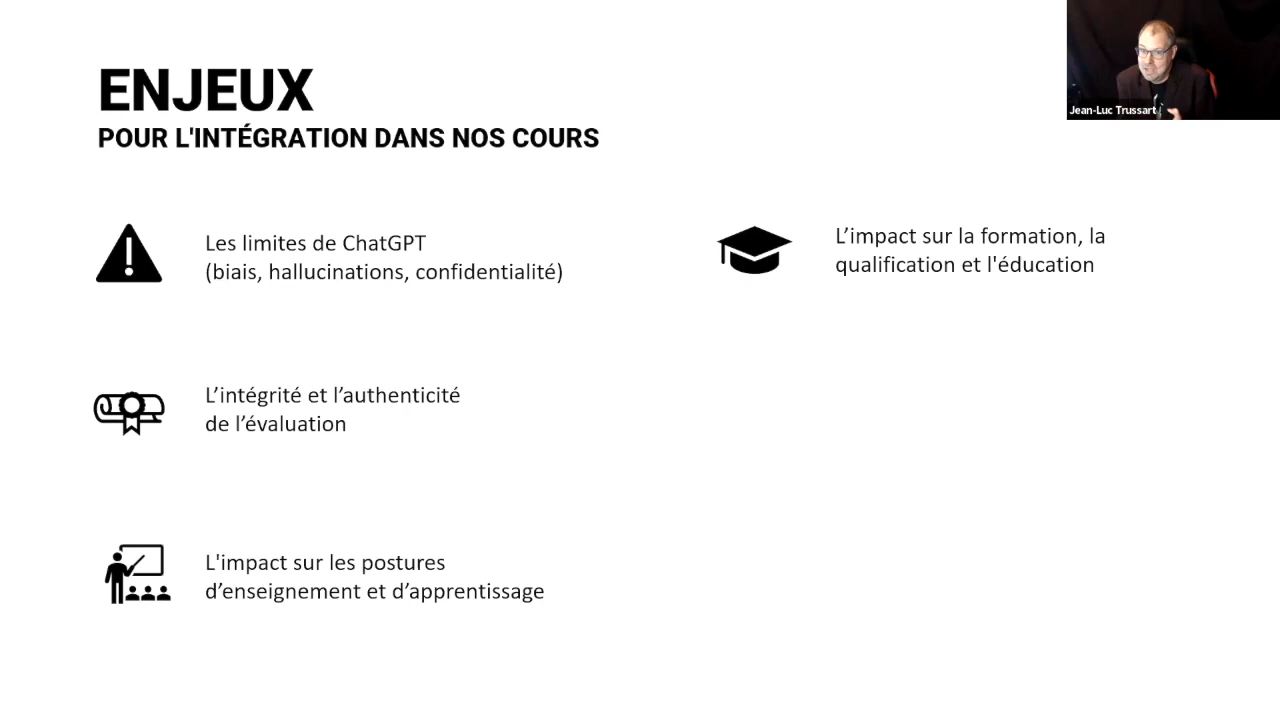 ENJEUX
POUR L'INTÉGRATION DANS NOS COURS
Jean-Luc Trussart
Les limites de ChatGPT
(biais, hallucinations, confidentialité)
L’intégrité et l’authenticité
de l’évaluation
L'impact sur les postures
d’enseignement et d’apprentissage
L’impact sur la formation, la
qualification et l'éducation